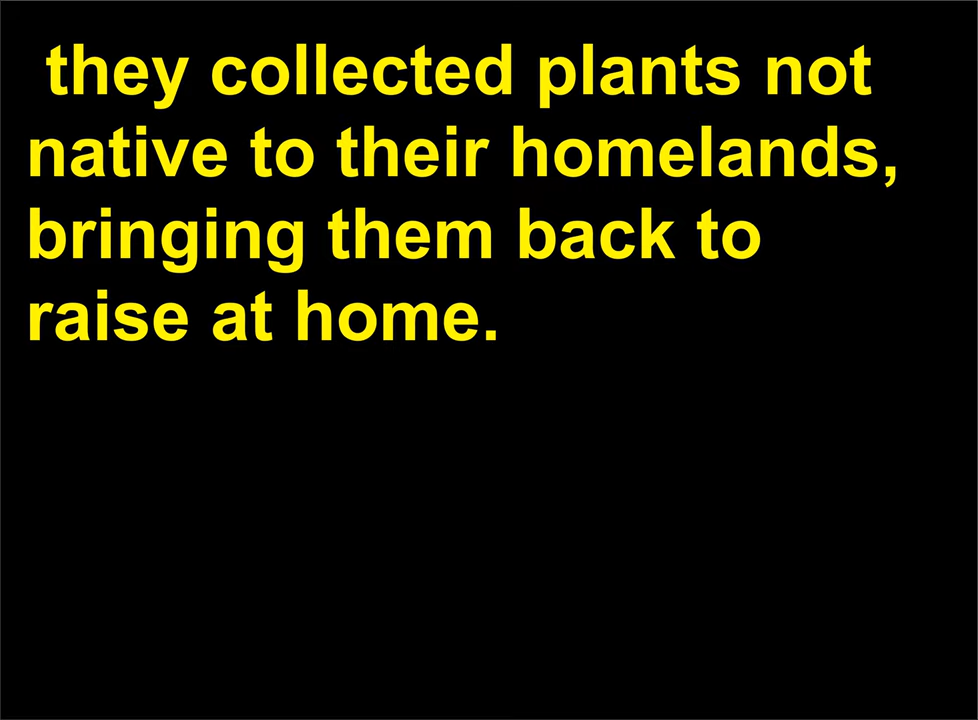 they collected plants not
native to their homelands,
bringing them back to
raise at home.